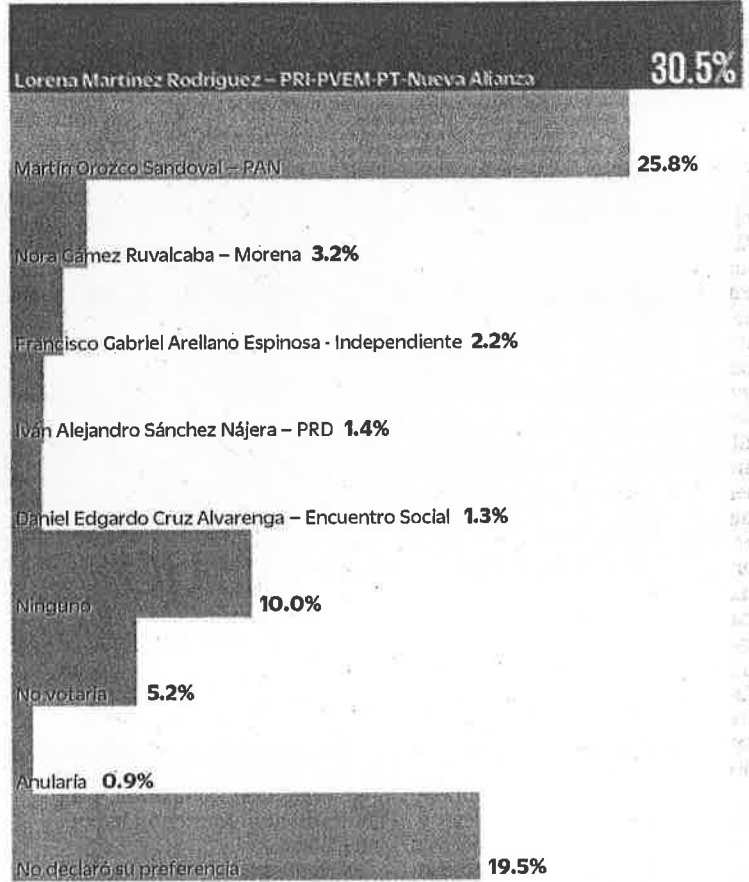 Lorena Martínez Rodríguez – PRI-PVEM-PT-Nueva Alianza 30.5%
Martín Orozco Sandoval – PAN 25.8%
Nora Gámez Ruvalcaba – Morena 3.2%
Francisco Gabriel Arellano Espinosa - Independiente 2.2%
Iván Alejandro Sánchez Nájera – PRD 1.4%
Daniel Edgardo Cruz Alvarenga – Encuentro Social 1.3%
Ninguno 10.0%
No votaría 5.2%
Anularía 0.9%
No declaró su preferencia 19.5%